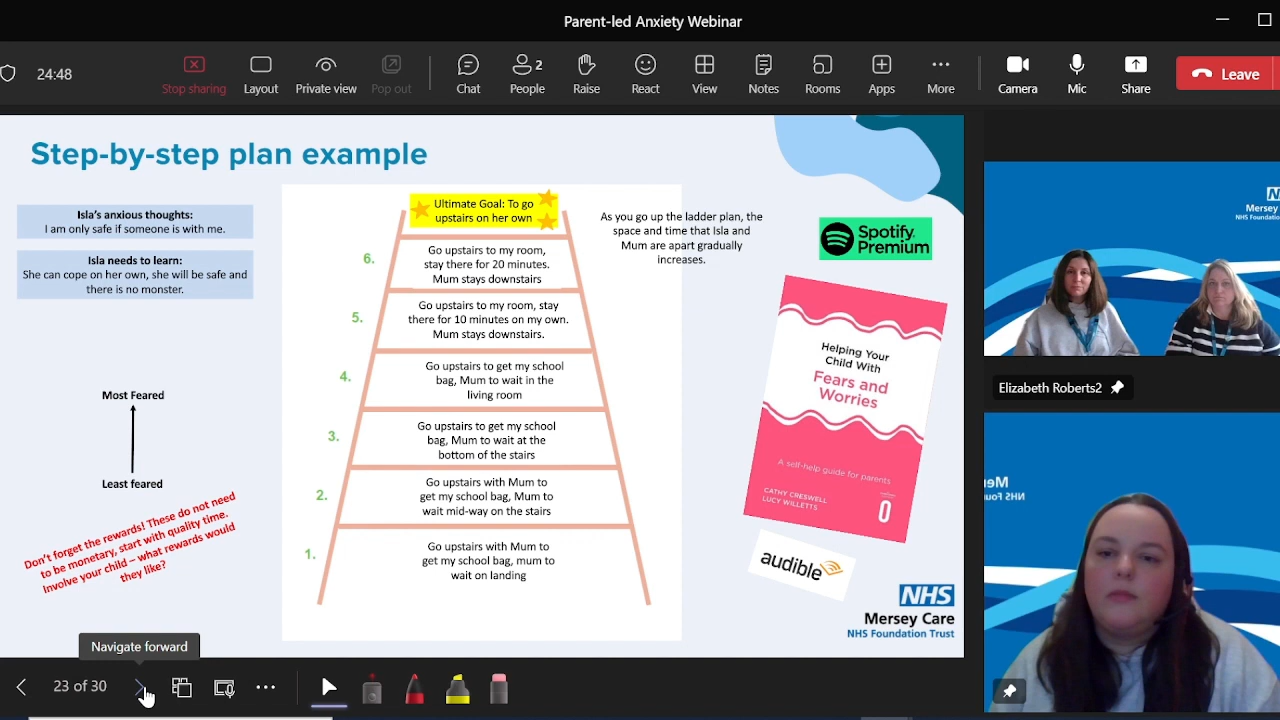 Parent-led Anxiety Webinar
24:48
Stop sharing
Layout
Private view
Pop out
Chat
2
People
Raise
React
View
Notes
Rooms
Apps
More
Camera
Mic
Share
Leave
Step-by-step plan example
Isla's anxious thoughts:
I am only safe if someone is with me.
Isla needs to learn:
She can cope on her own, she will be safe and
there is no monster.
Most Feared
Least feared
Don't forget the rewards! These do not need
to be monetary, start with quality time.
Involve your child – what rewards would
they like?
Ultimate Goal: To go
upstairs on her own
6.
Go upstairs to my room,
stay there for 20 minutes.
Mum stays downstairs
5.
Go upstairs to my room, stay
there for 10 minutes on my own.
Mum stays downstairs.
4.
Go upstairs to get my school
bag, Mum to wait in the
living room
3.
Go upstairs to get my school
bag, Mum to wait at the
bottom of the stairs
2.
Go upstairs with Mum to
get my school bag, Mum to
wait mid-way on the stairs
1.
Go upstairs with Mum to
get my school bag, mum to
wait on landing
As you go up the ladder plan, the
space and time that Isla and
Mum are apart gradually
increases.
Spotify
Premium
Helping Your
Child With
Fears and
Worries
A self-help guide for parents
CATHY CRESWELL
LUCY WILLETTS
audible
NHS
Mersey Care
NHS Foundation Trust
Mersey
NHS Foundation
Elizabeth Roberts2
Navigate forward
23 of 30